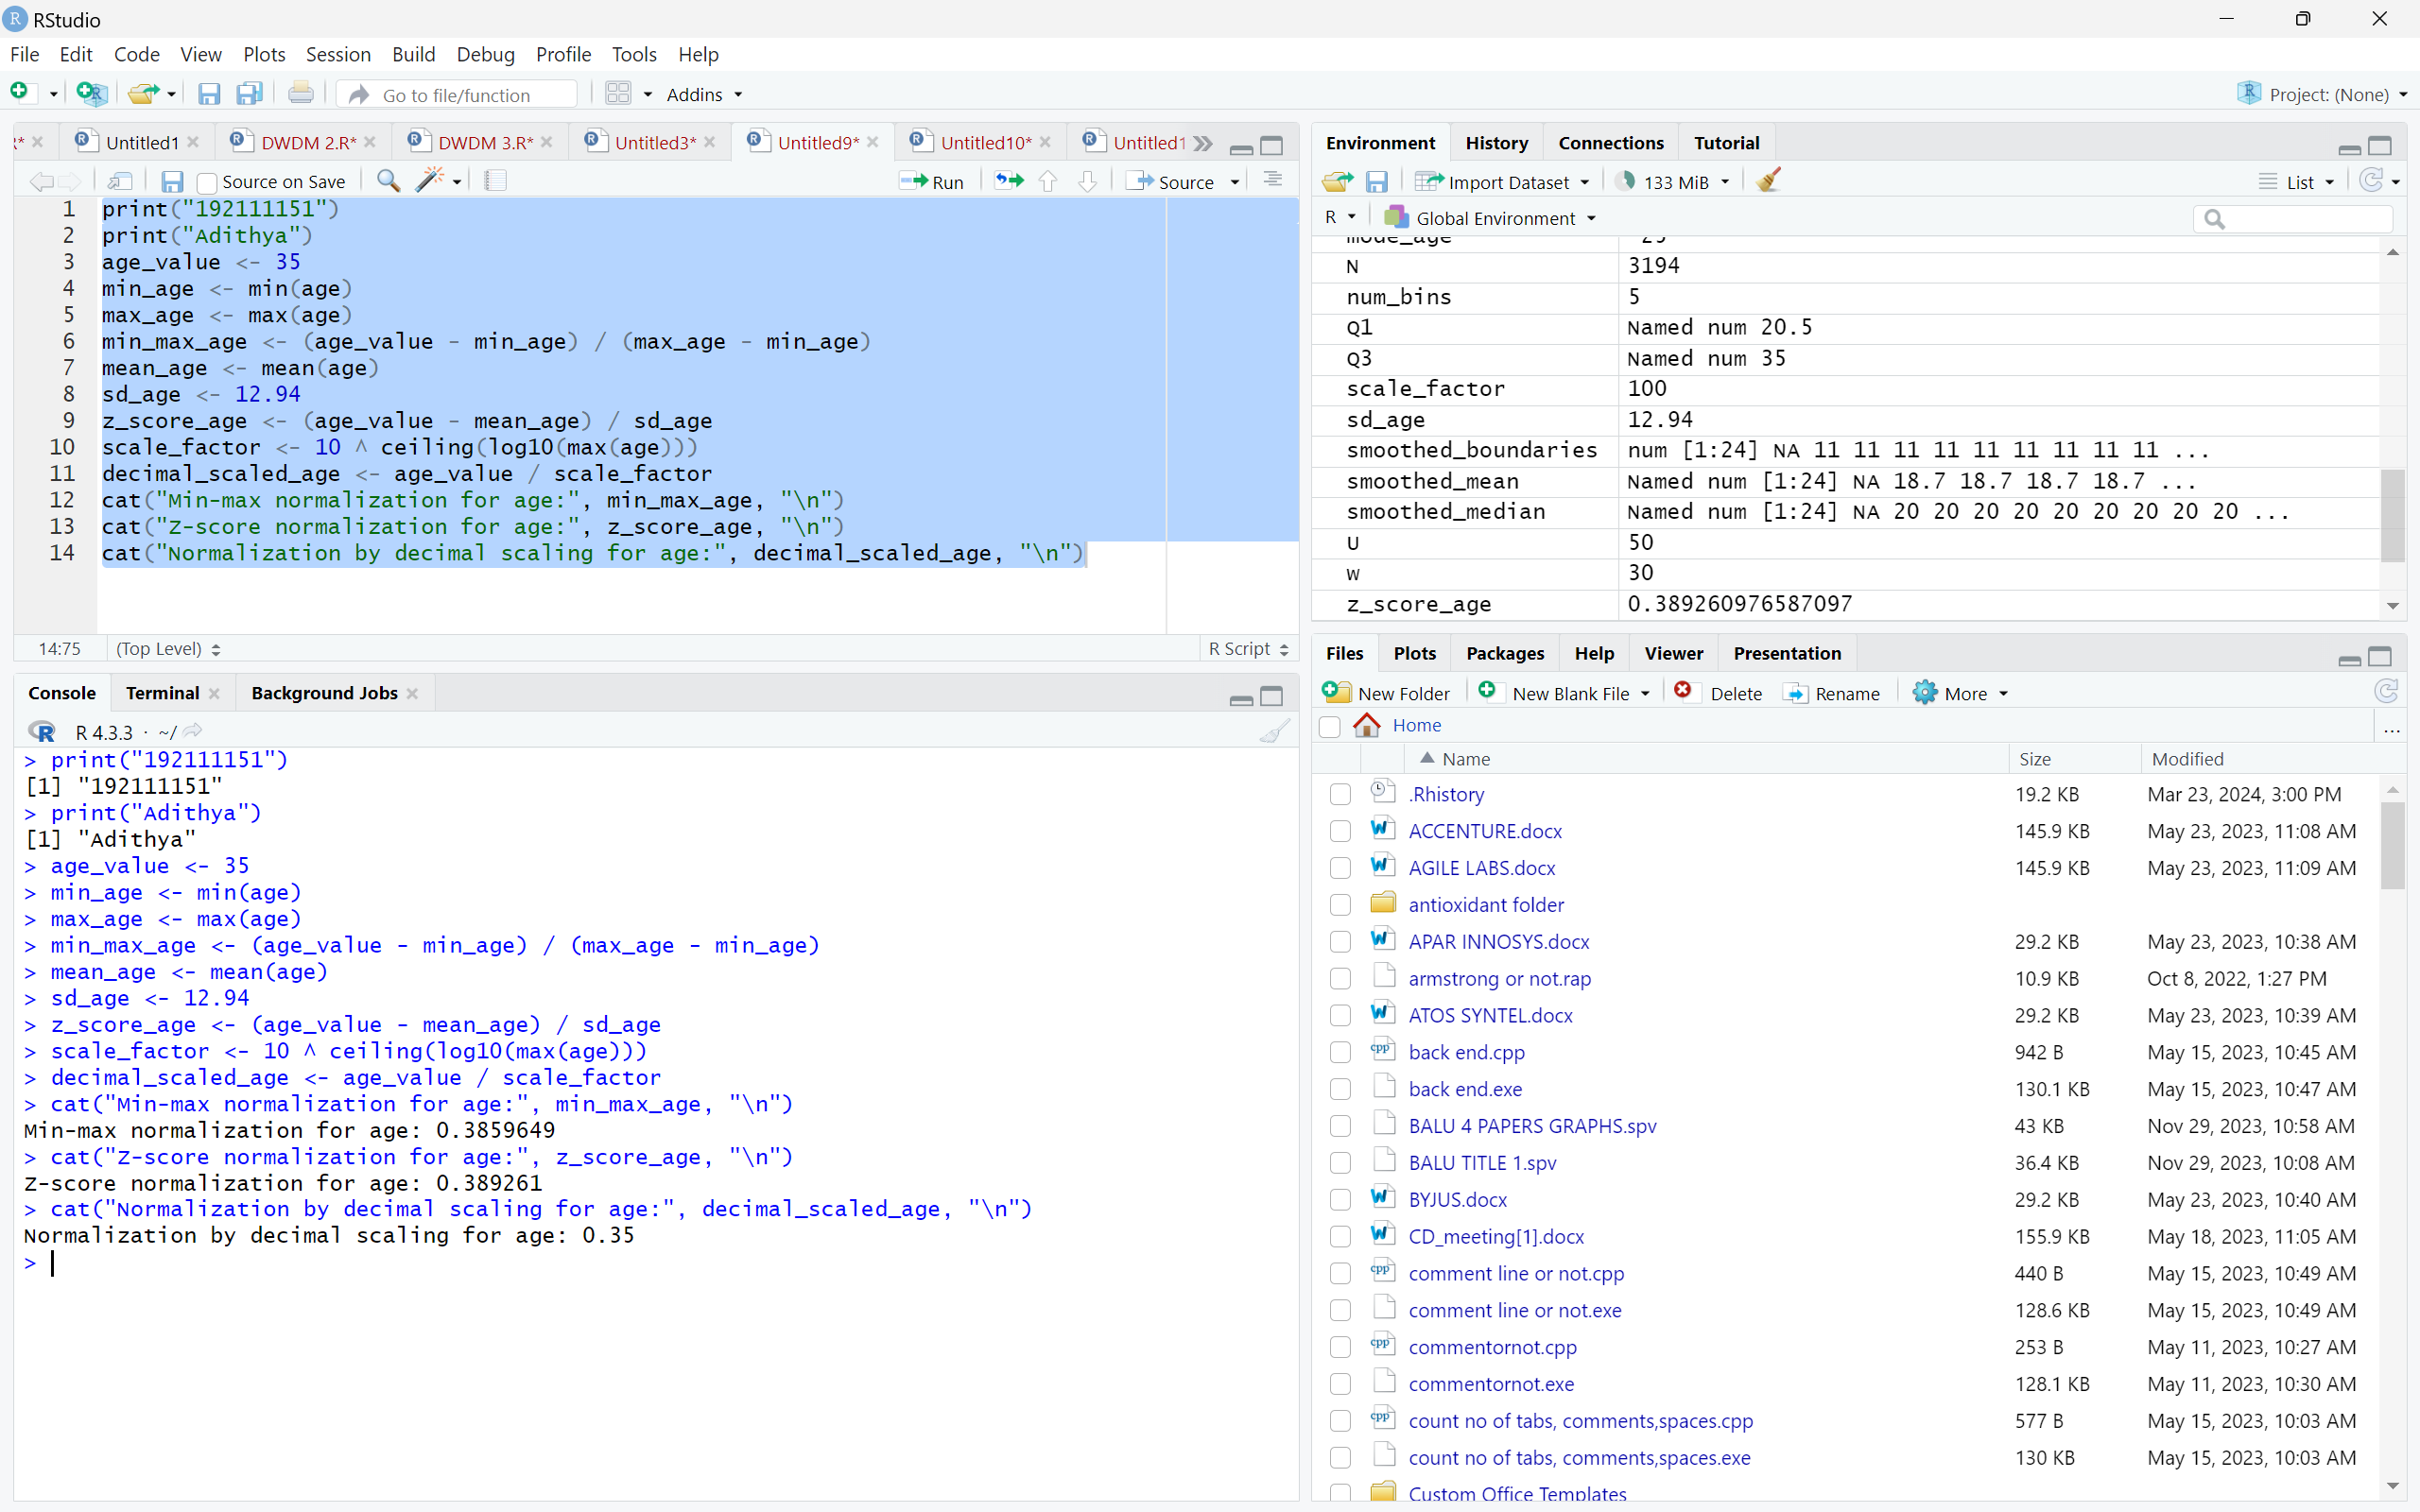 RStudio
File Edit Code View Plots Session Build Debug Profile Tools Help
Go to file/function Addins Project: (None)
Untitled1 DWDM 2.R* DWDM 3.R* Untitled3* Untitled9* Untitled10* Untitled1
Source on Save Run Source
1 print("192111151")
2 print("Adithya")
3 age_value <- 35
4 min_age <- min(age)
5 max_age <- max(age)
6 min_max_age <- (age_value - min_age) / (max_age - min_age)
7 mean_age <- mean(age)
8 sd_age <- 12.94
9 z_score_age <- (age_value - mean_age) / sd_age
10 scale_factor <- 10 ^ ceiling(log10(max(age)))
11 decimal_scaled_age <- age_value / scale_factor
12 cat("Min-max normalization for age:", min_max_age, "\n")
13 cat("Z-score normalization for age:", z_score_age, "\n")
14 cat("Normalization by decimal scaling for age:", decimal_scaled_age, "\n")
14:75 (Top Level) R Script
Console Terminal Background Jobs
R 4.3.3 · ~/
> print("192111151")
[1] "192111151"
> print("Adithya")
[1] "Adithya"
> age_value <- 35
> min_age <- min(age)
> max_age <- max(age)
> min_max_age <- (age_value - min_age) / (max_age - min_age)
> mean_age <- mean(age)
> sd_age <- 12.94
> z_score_age <- (age_value - mean_age) / sd_age
> scale_factor <- 10 ^ ceiling(log10(max(age)))
> decimal_scaled_age <- age_value / scale_factor
> cat("Min-max normalization for age:", min_max_age, "\n")
Min-max normalization for age: 0.3859649
> cat("Z-score normalization for age:", z_score_age, "\n")
Z-score normalization for age: 0.389261
> cat("Normalization by decimal scaling for age:", decimal_scaled_age, "\n")
Normalization by decimal scaling for age: 0.35
>
Environment History Connections Tutorial
Import Dataset 133 MiB List
R Global Environment
N 3194
num_bins 5
Q1 Named num 20.5
Q3 Named num 35
scale_factor 100
sd_age 12.94
smoothed_boundaries num [1:24] NA 11 11 11 11 11 11 11 11 11 ...
smoothed_mean Named num [1:24] NA 18.7 18.7 18.7 18.7 ...
smoothed_median Named num [1:24] NA 20 20 20 20 20 20 20 20 20 ...
U 50
w 30
z_score_age 0.389260976587097
Files Plots Packages Help Viewer Presentation
New Folder New Blank File Delete Rename More
Home ...
Name Size Modified
.Rhistory 19.2 KB Mar 23, 2024, 3:00 PM
ACCENTURE.docx 145.9 KB May 23, 2023, 11:08 AM
AGILE LABS.docx 145.9 KB May 23, 2023, 11:09 AM
antioxidant folder
APAR INNOSYS.docx 29.2 KB May 23, 2023, 10:38 AM
armstrong or not.rap 10.9 KB Oct 8, 2022, 1:27 PM
ATOS SYNTEL.docx 29.2 KB May 23, 2023, 10:39 AM
back end.cpp 942 B May 15, 2023, 10:45 AM
back end.exe 130.1 KB May 15, 2023, 10:47 AM
BALU 4 PAPERS GRAPHS.spv 43 KB Nov 29, 2023, 10:58 AM
BALU TITLE 1.spv 36.4 KB Nov 29, 2023, 10:08 AM
BYJUS.docx 29.2 KB May 23, 2023, 10:40 AM
CD_meeting[1].docx 155.9 KB May 18, 2023, 11:05 AM
comment line or not.cpp 440 B May 15, 2023, 10:49 AM
comment line or not.exe 128.6 KB May 15, 2023, 10:49 AM
commentornot.cpp 253 B May 11, 2023, 10:27 AM
commentornot.exe 128.1 KB May 11, 2023, 10:30 AM
count no of tabs, comments,spaces.cpp 577 B May 15, 2023, 10:03 AM
count no of tabs, comments,spaces.exe 130 KB May 15, 2023, 10:03 AM
Custom Office Templates